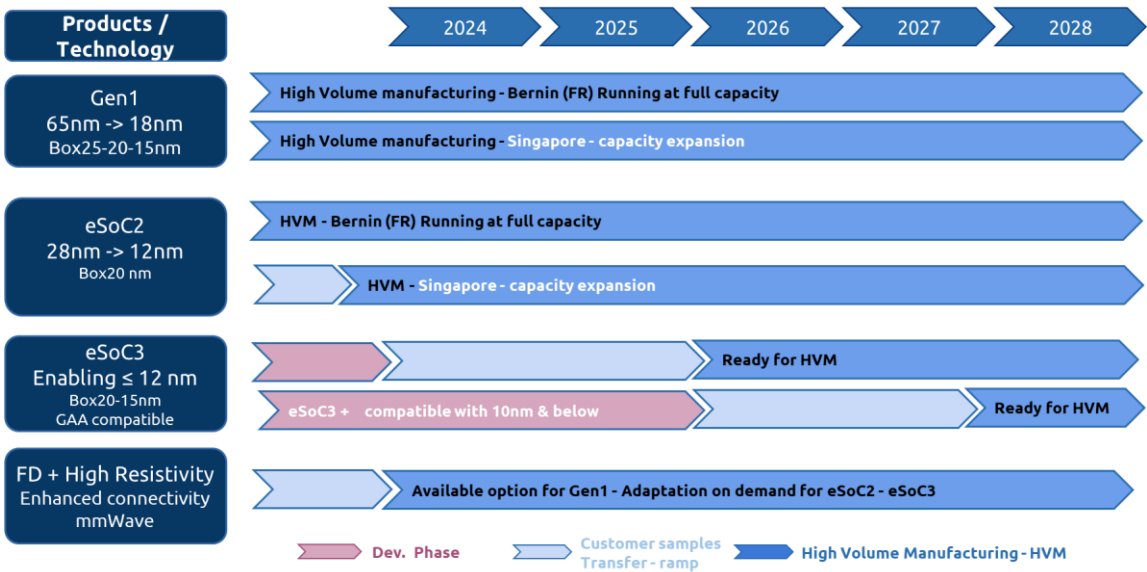 Products /
Technology
2024
2025
2026
2027
2028
Gen1
65nm -> 18nm
Box25-20-15nm
High Volume manufacturing - Bernin (FR) Running at full capacity
High Volume manufacturing - Singapore - capacity expansion
eSoC2
28nm -> 12nm
Box20 nm
HVM - Bernin (FR) Running at full capacity
HVM - Singapore - capacity expansion
eSoC3
Enabling ≤ 12 nm
Box20-15nm
GAA compatible
Ready for HVM
eSoC3 + compatible with 10nm & below
Ready for HVM
FD + High Resistivity
Enhanced connectivity
mmWave
Available option for Gen1 - Adaptation on demand for eSoC2 - eSoC3
Dev. Phase
Customer samples
Transfer - ramp
High Volume Manufacturing - HVM